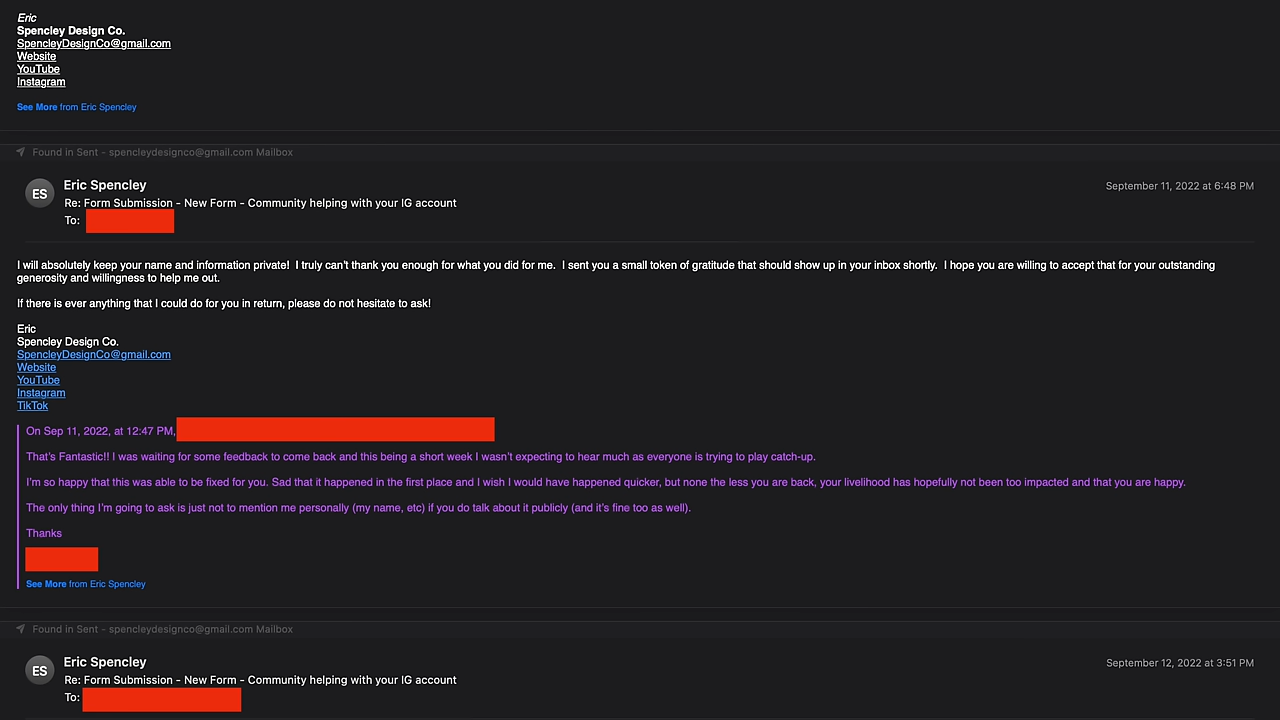 Eric
Spencley Design Co.
SpencleyDesignCo@gmail.com
Website
YouTube
Instagram
See More from Eric Spencley
Found in Sent - spencleydesignco@gmail.com Mailbox
ES
Eric Spencley
September 11, 2022 at 6:48 PM
Re: Form Submission - New Form - Community helping with your IG account
To:
I will absolutely keep your name and information private!  I truly can't thank you enough for what you did for me.  I sent you a small token of gratitude that should show up in your inbox shortly.  I hope you are willing to accept that for your outstanding
generosity and willingness to help me out.
If there is ever anything that I could do for you in return, please do not hesitate to ask!
Eric
Spencley Design Co.
SpencleyDesignCo@gmail.com
Website
YouTube
Instagram
TikTok
On Sep 11, 2022, at 12:47 PM,
That's Fantastic!! I was waiting for some feedback to come back and this being a short week I wasn't expecting to hear much as everyone is trying to play catch-up.
I'm so happy that this was able to be fixed for you. Sad that it happened in the first place and I wish I would have happened quicker, but none the less you are back, your livelihood has hopefully not been too impacted and that you are happy.
The only thing I'm going to ask is just not to mention me personally (my name, etc) if you do talk about it publicly (and it's fine too as well).
Thanks
See More from Eric Spencley
Found in Sent - spencleydesignco@gmail.com Mailbox
ES
Eric Spencley
September 12, 2022 at 3:51 PM
Re: Form Submission - New Form - Community helping with your IG account
To: